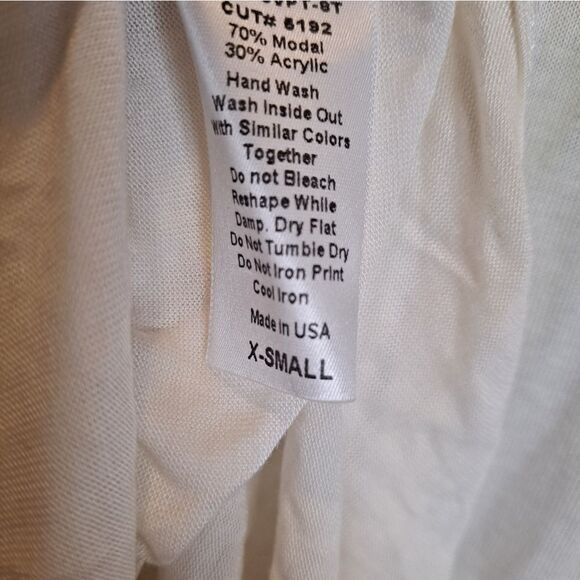 CUT# 5192
70% Modal
30% Acrylic
Hand Wash
Wash Inside Out
With Similar Colors
Together
Do not Bleach
Reshape While
Damp, Dry Flat
Do Not Tumble Dry
Do Not Iron Print
Cool Iron
Made in USA
X-SMALL